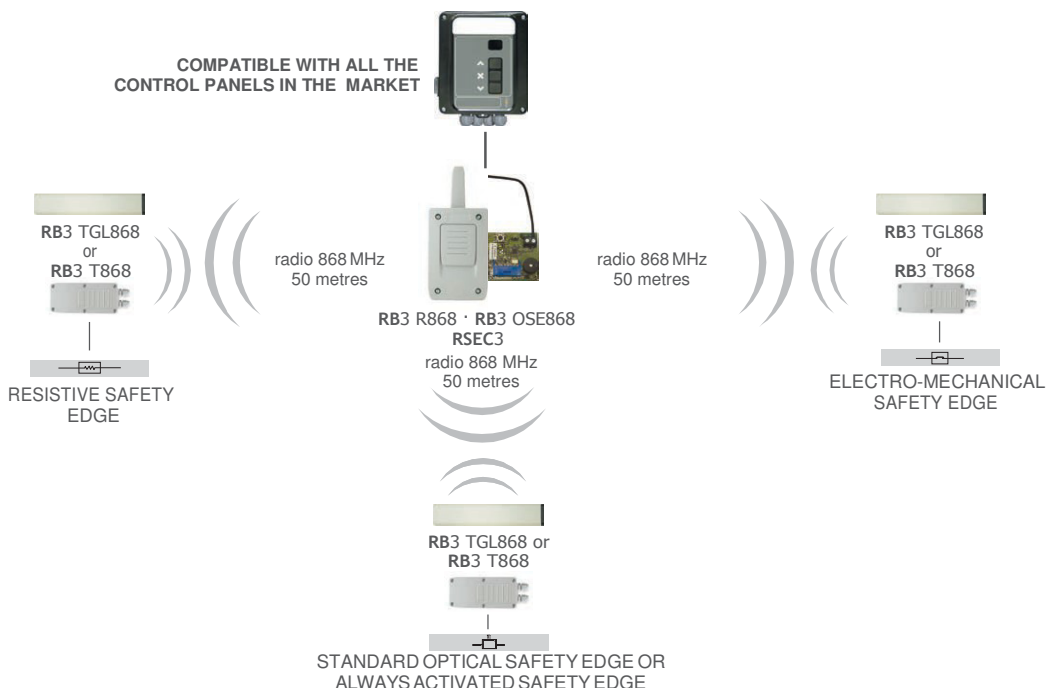 COMPATIBLE WITH ALL THE
CONTROL PANELS IN THE MARKET
RB3 TGL868
or
RB3 T868
RESISTIVE SAFETY
EDGE
radio 868 MHz
50 metres
RB3 R868 · RB3 OSE868
RSEC3
radio 868 MHz
50 metres
radio 868 MHz
50 metres
RB3 TGL868
or
RB3 T868
ELECTRO-MECHANICAL
SAFETY EDGE
RB3 TGL868 or
RB3 T868
STANDARD OPTICAL SAFETY EDGE OR
ALWAYS ACTIVATED SAFETY EDGE